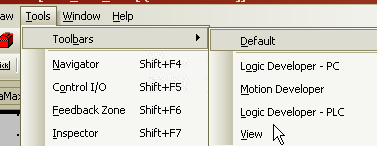 Tools Window Help
Toolbars
Navigator Shift+F4
Control I/O Shift+F5
Feedback Zone Shift+F6
Inspector Shift+F7
Default
Logic Developer - PC
Motion Developer
Logic Developer - PLC
View